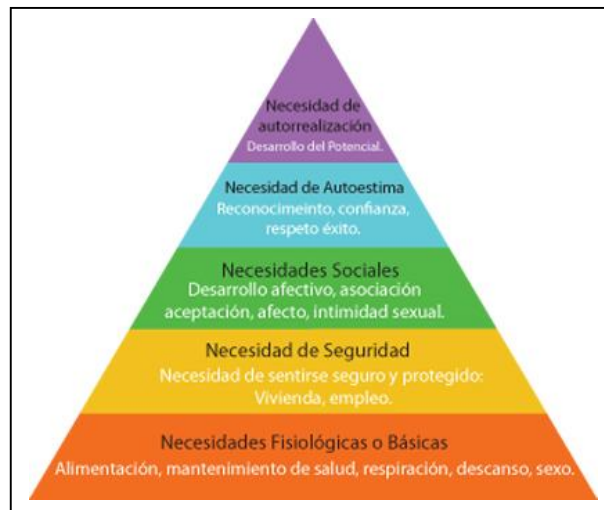 Necesidad de
autorrealización
Desarrollo del Potencial.
Necesidad de Autoestima
Reconocimeinto, confianza,
respeto éxito.
Necesidades Sociales
Desarrollo afectivo, asociación
aceptación, afecto, intimidad sexual.
Necesidad de Seguridad
Necesidad de sentirse seguro y protegido:
Vivienda, empleo.
Necesidades Fisiológicas o Básicas
Alimentación, mantenimiento de salud, respiración, descanso, sexo.